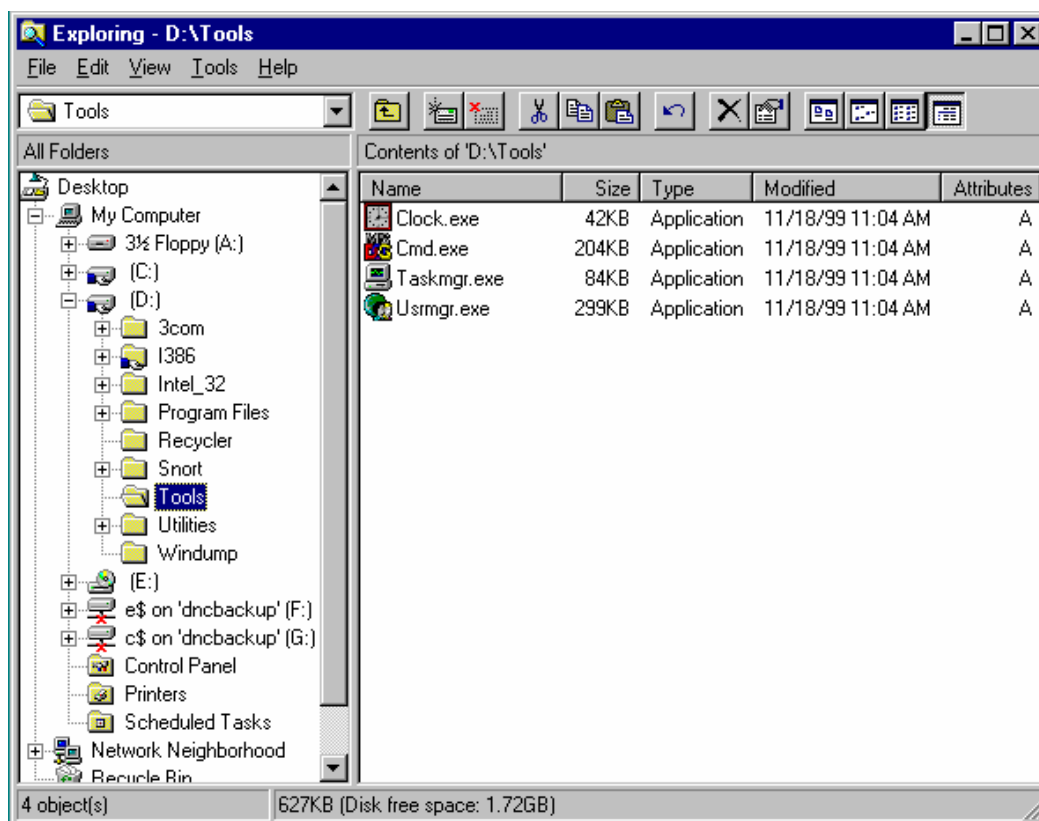 Exploring - D:\Tools
File Edit View Tools Help
Tools
All Folders
Contents of 'D:\Tools'
Desktop
My Computer
3½ Floppy (A:)
(C:)
(D:)
3com
I386
Intel_32
Program Files
Recycler
Snort
Tools
Utilities
Windump
(E:)
e$ on 'dncbackup' (F:)
c$ on 'dncbackup' (G:)
Control Panel
Printers
Scheduled Tasks
Network Neighborhood
Recycle Bin
Name Size Type Modified Attributes
Clock.exe 42KB Application 11/18/99 11:04 AM A
Cmd.exe 204KB Application 11/18/99 11:04 AM A
Taskmgr.exe 84KB Application 11/18/99 11:04 AM A
Usrmgr.exe 299KB Application 11/18/99 11:04 AM A
4 object(s)
627KB (Disk free space: 1.72GB)